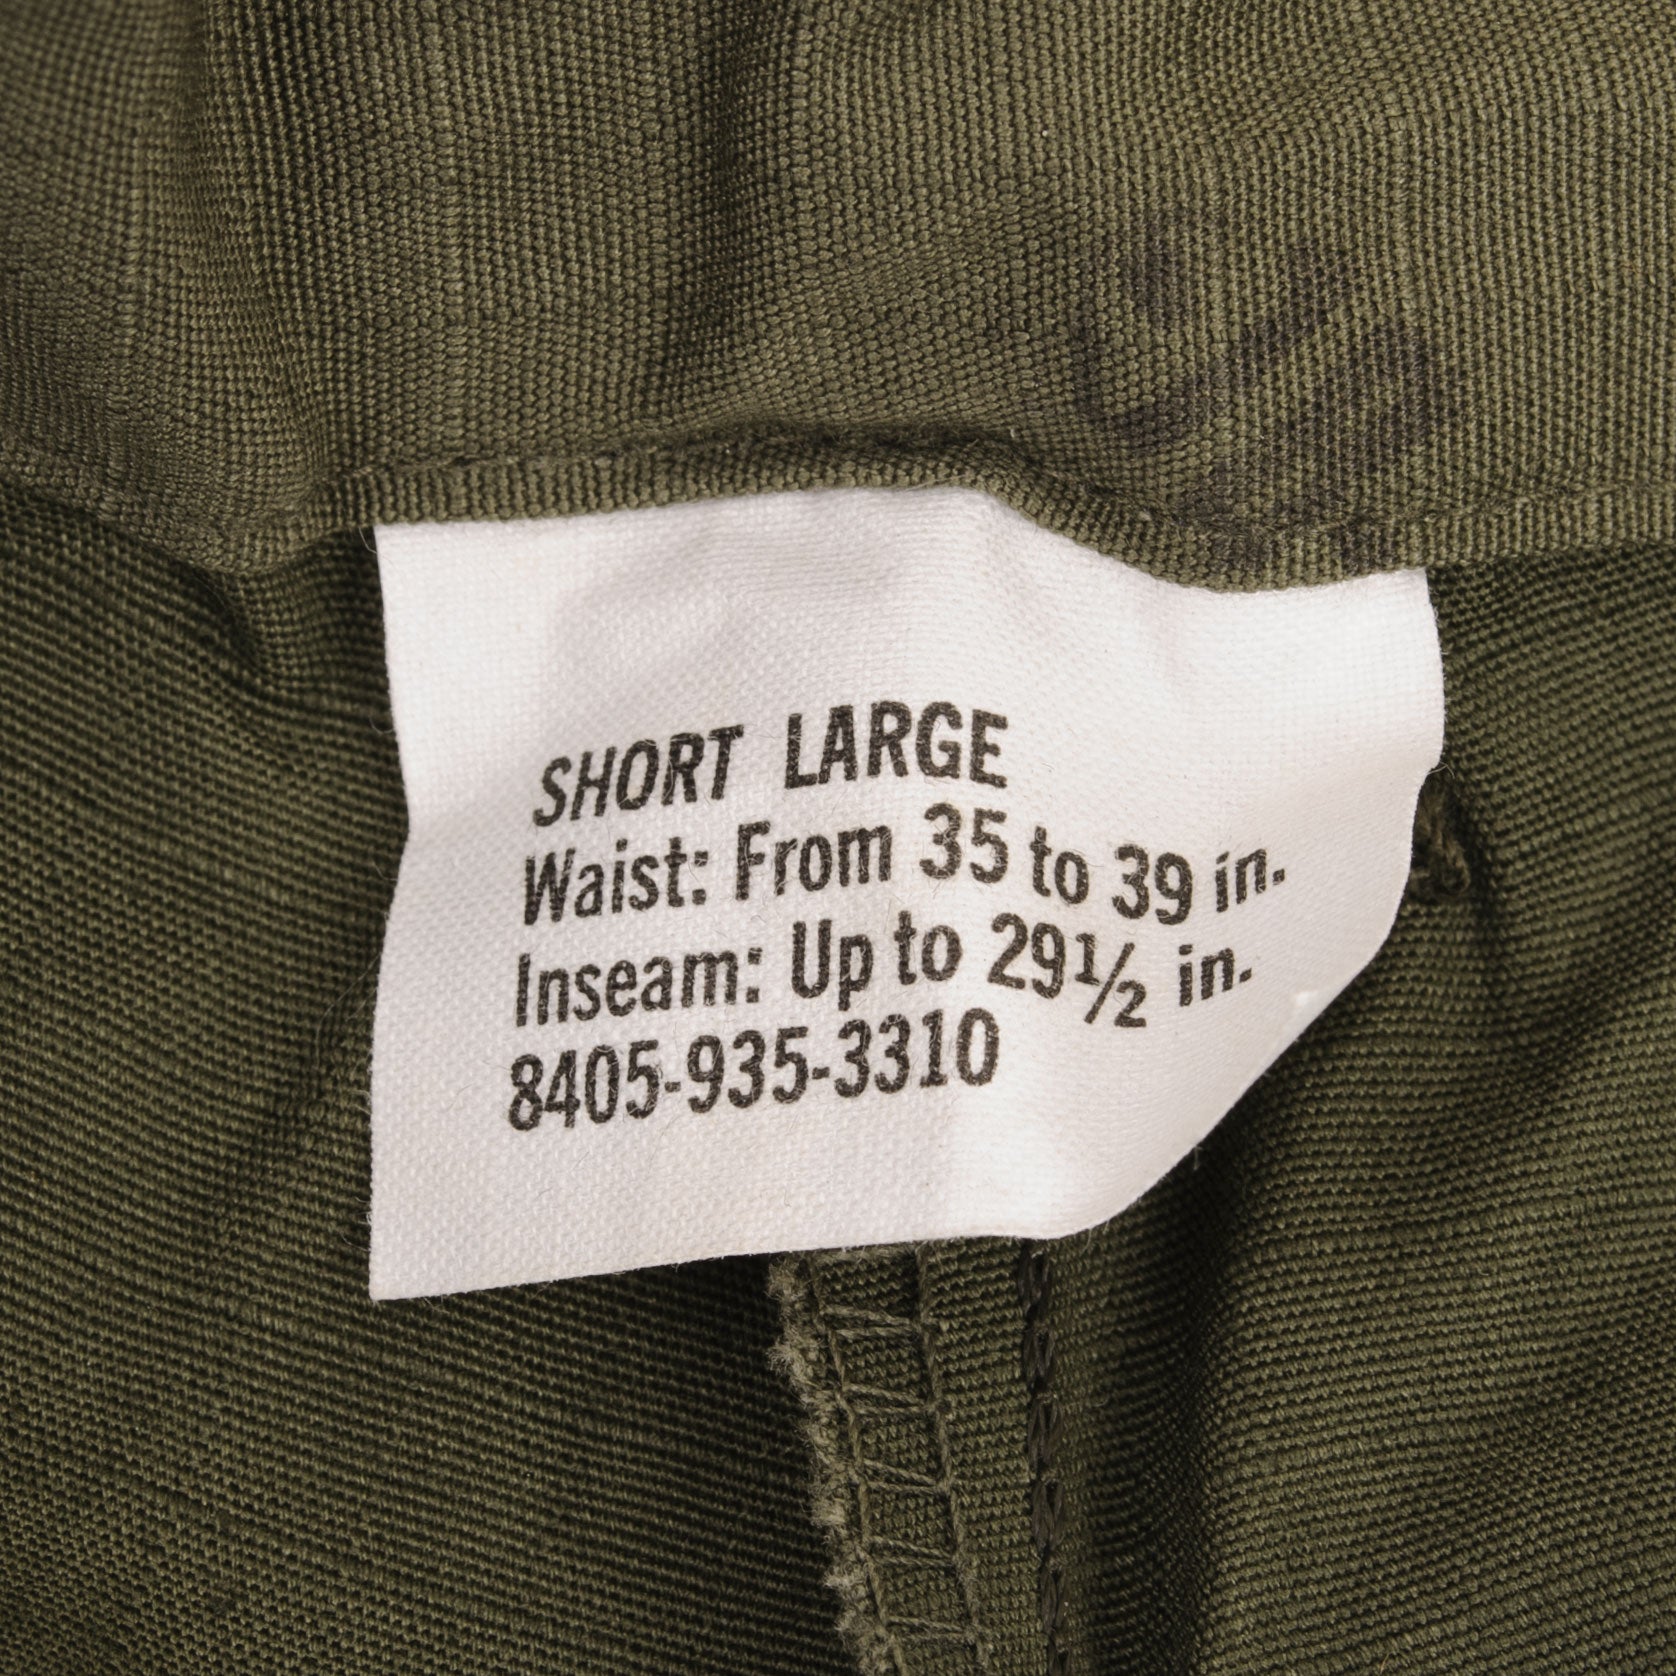 SHORT LARGE
Waist: From 35 to 39 in.
Inseam: Up to 29½ in.
8405-935-3310